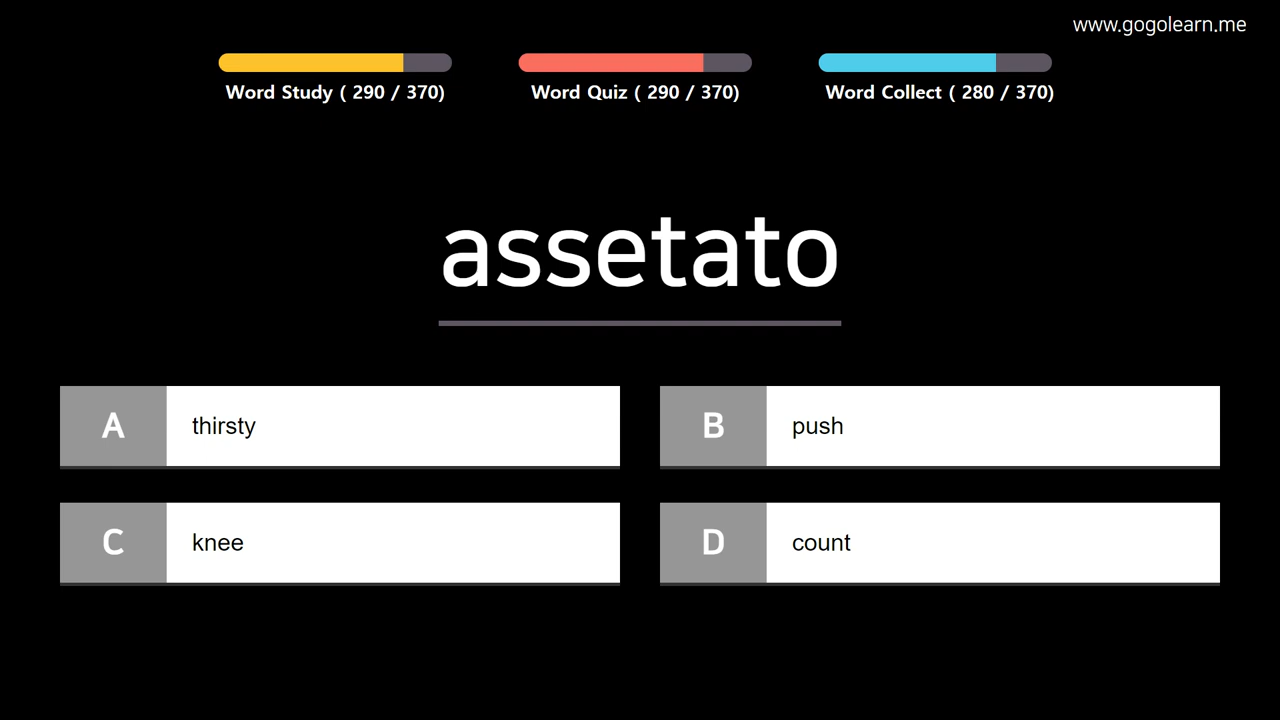 www.gogolearn.me
Word Study ( 290 / 370)
Word Quiz ( 290 / 370)
Word Collect ( 280 / 370)
assetato
A thirsty
B push
C knee
D count